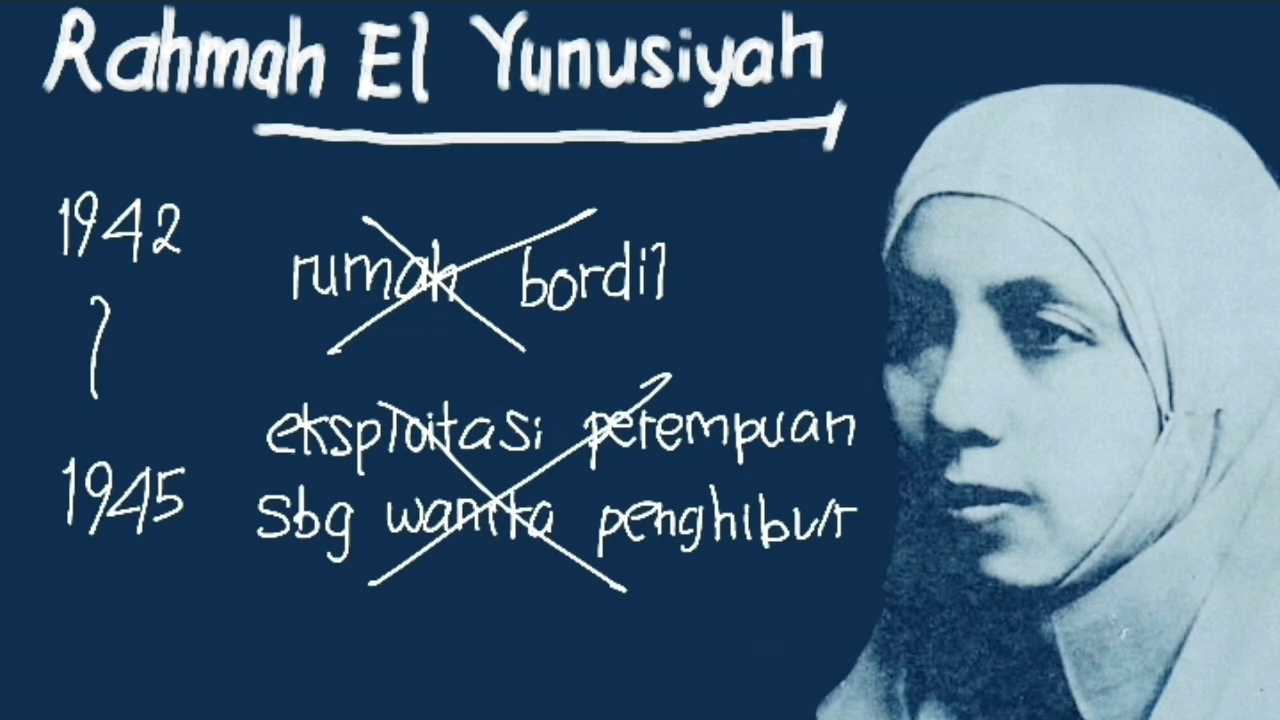 Rahmah El Yunusiyah
1942
1945
rumah bordil
eksploitasi perempuan
sbg wanita penghibur